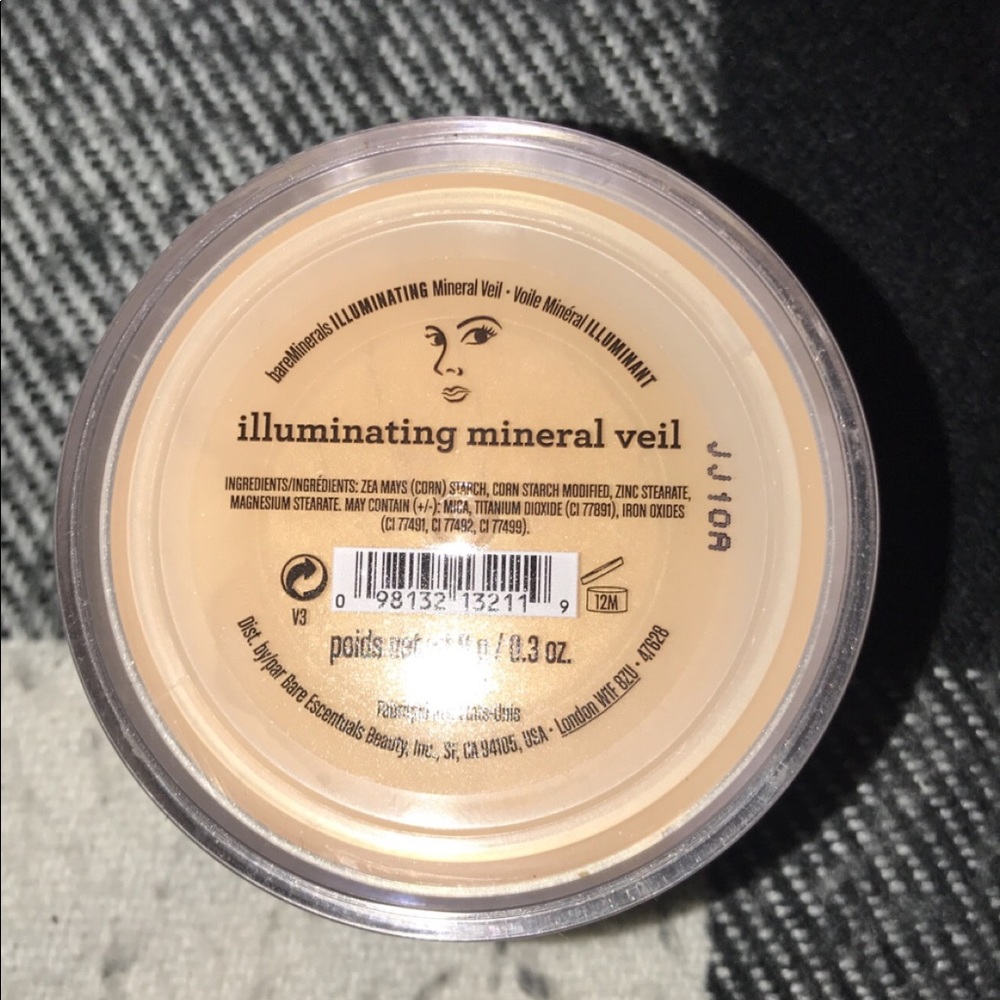 bareMinerals ILLUMINATING Mineral Veil • Voile Minéral ILLUMINANT
illuminating mineral veil
INGREDIENTS/INGRÉDIENTS: ZEA MAYS (CORN) STARCH, CORN STARCH MODIFIED, ZINC STEARATE,
MAGNESIUM STEARATE. MAY CONTAIN (+/-): MICA, TITANIUM DIOXIDE (CI 77891), IRON OXIDES
(CI 77491, CI 77492, CI 77499).
JJ10A
V3
0 98132 13211 9
12M
poids / 0.3 oz.
Dist. by/par Bare Escentuals Beauty, Inc., SF, CA 94105, USA • London W1F 8ZU • 47628